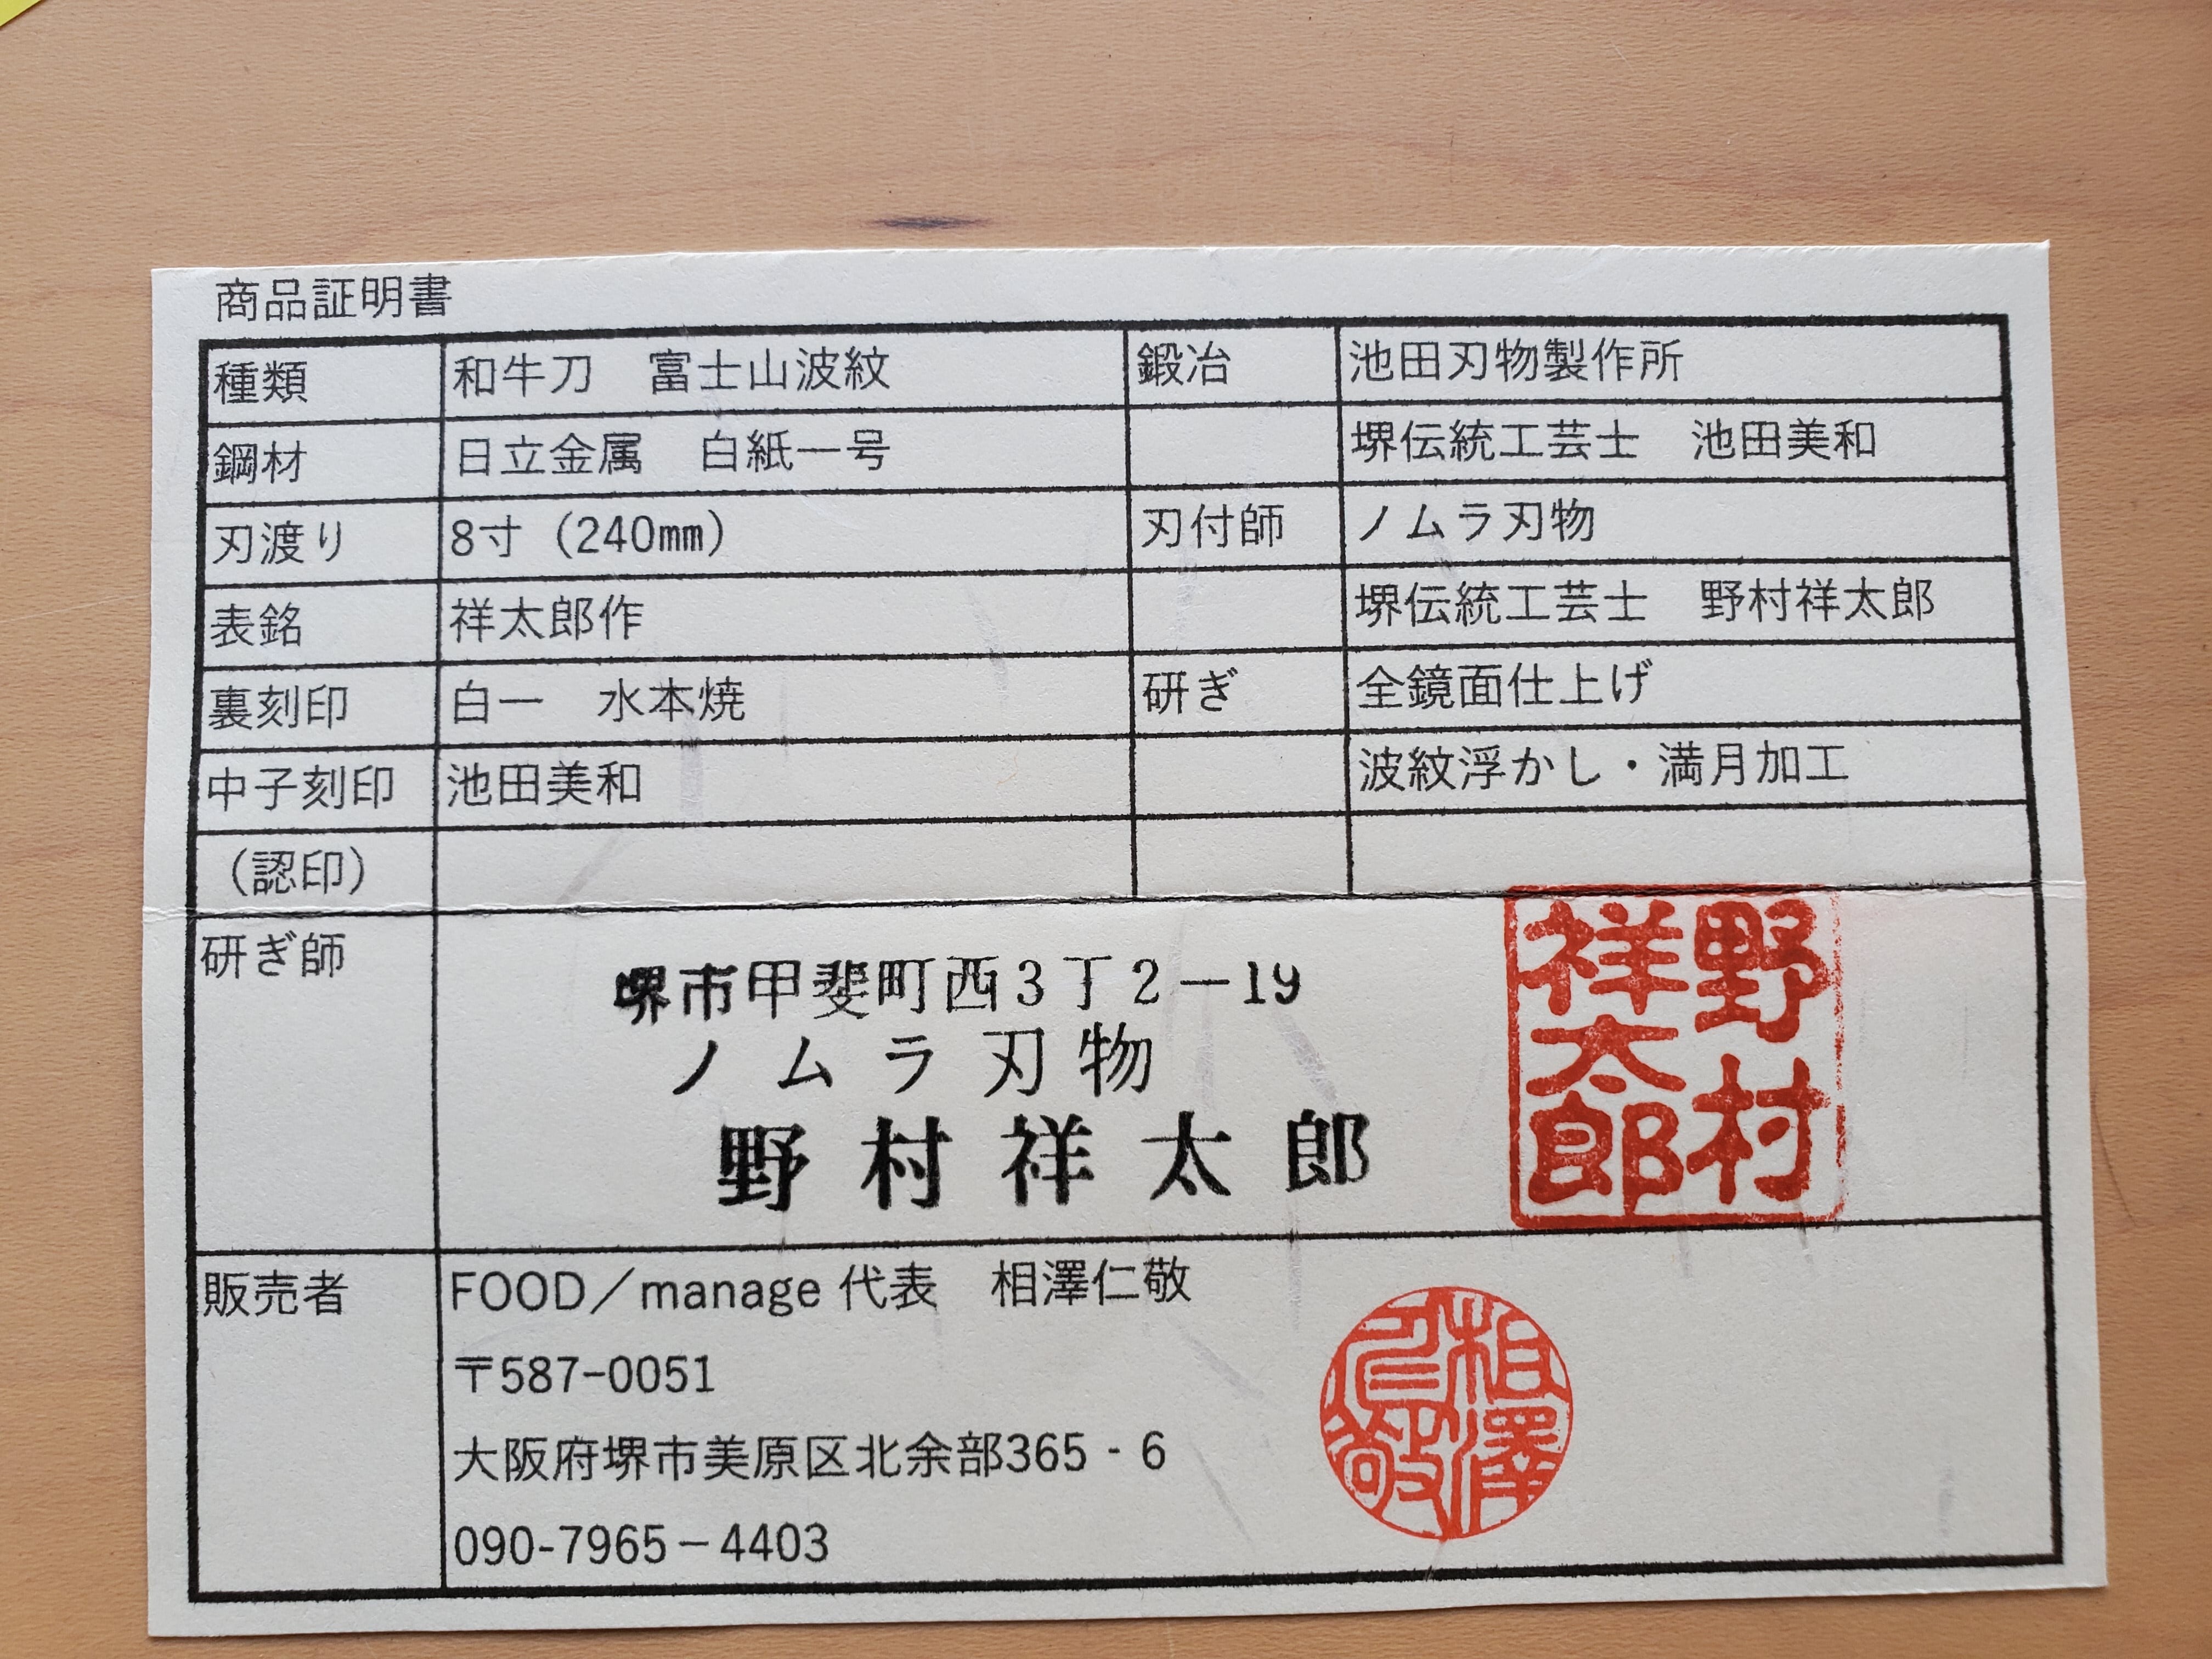 商品証明書
種類 和牛刀　富士山波紋 鍛冶 池田刃物製作所
鋼材 日立金属　白紙一号 堺伝統工芸士　池田美和
刃渡り 8寸（240㎜） 刃付師 ノムラ刃物
表銘 祥太郎作 堺伝統工芸士　野村祥太郎
裏刻印 白一　水本焼 研ぎ 全鏡面仕上げ
中子刻印 池田美和 波紋浮かし・満月加工
（認印）
研ぎ師
堺市甲斐町西3丁2－19
ノムラ刃物
野村祥太郎
野村
祥太郎
販売者 FOOD／manage 代表　相澤仁敬
〒587-0051
大阪府堺市美原区北余部365‐6
090-7965－4403
相澤
仁敬